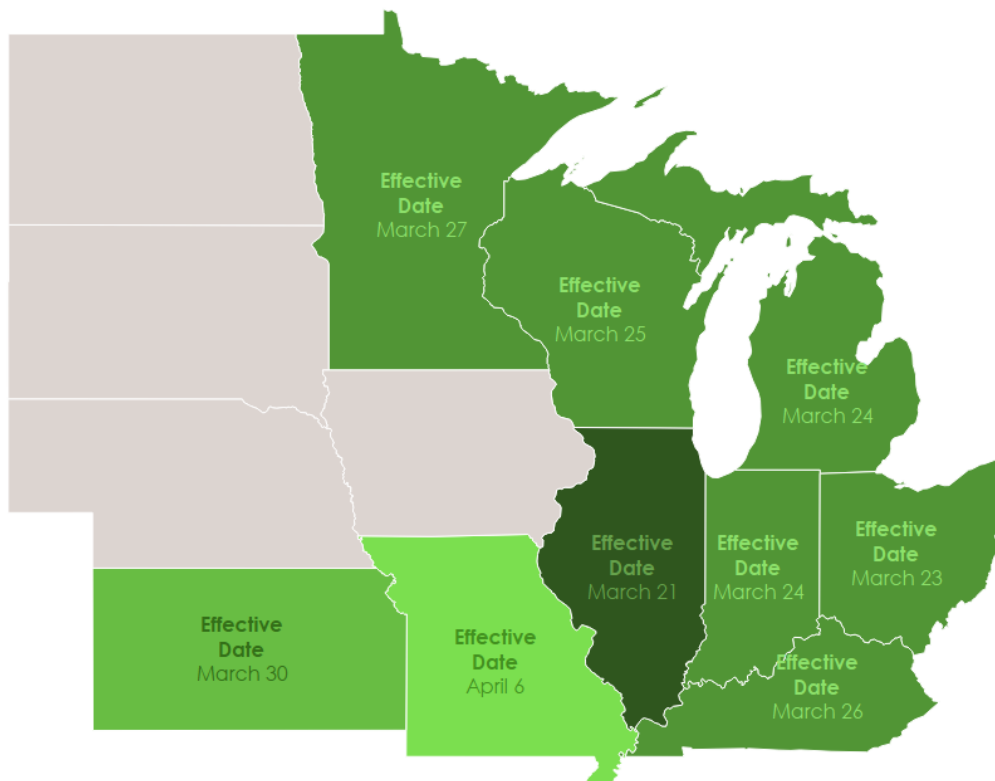 Effective
Date
March 27
Effective
Date
March 25
Effective
Date
March 24
Effective
Date
March 21
Effective
Date
March 24
Effective
Date
March 23
Effective
Date
March 30
Effective
Date
April 6
Effective
Date
March 26